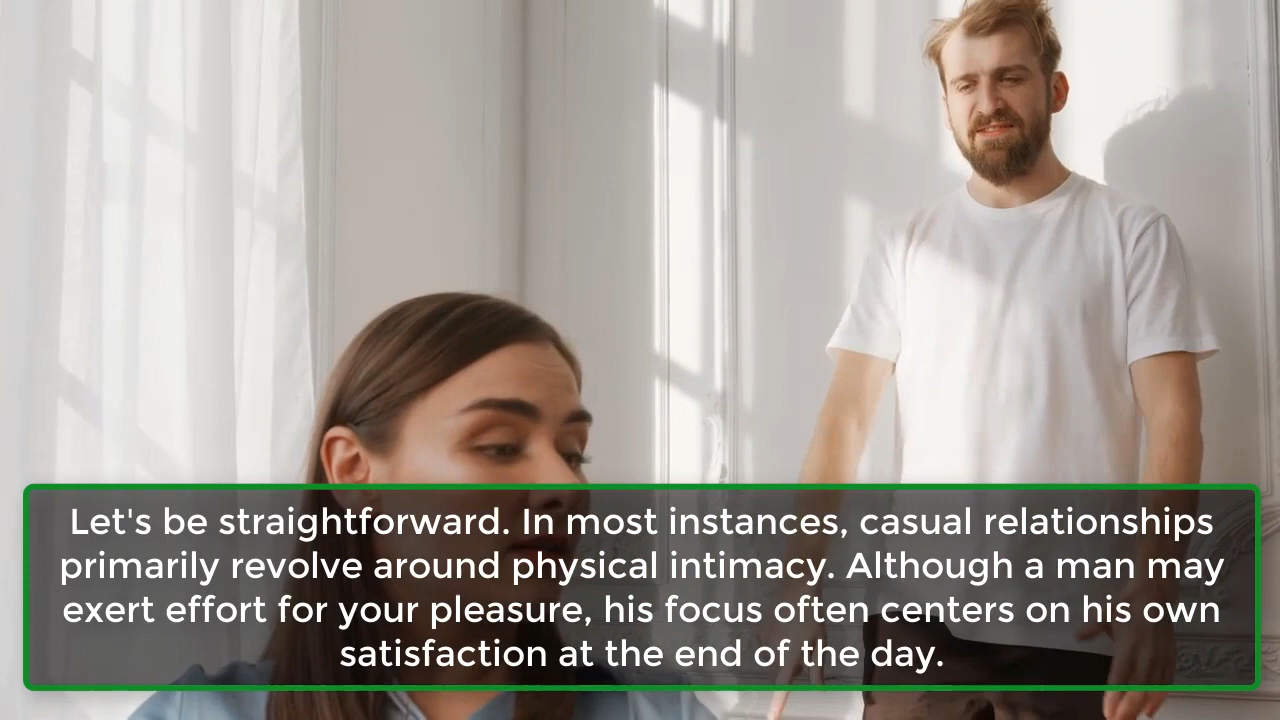 Let's be straightforward. In most instances, casual relationships
primarily revolve around physical intimacy. Although a man may
exert effort for your pleasure, his focus often centers on his own
satisfaction at the end of the day.